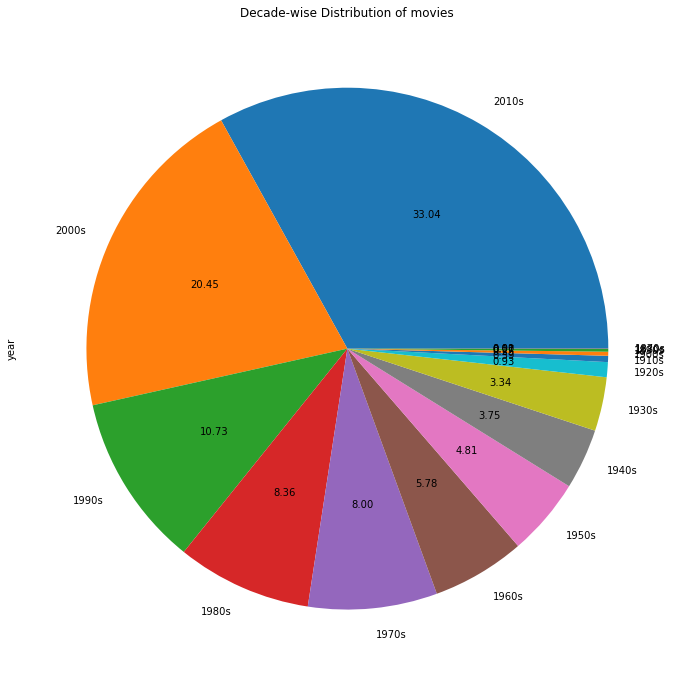 Decade-wise Distribution of movies
2010s
33.04
2000s
20.45
year
1990s
10.73
1980s
8.36
1970s
8.00
1960s
5.78
1950s
4.81
1940s
3.75
1930s
3.34
1920s
0.93
1910s